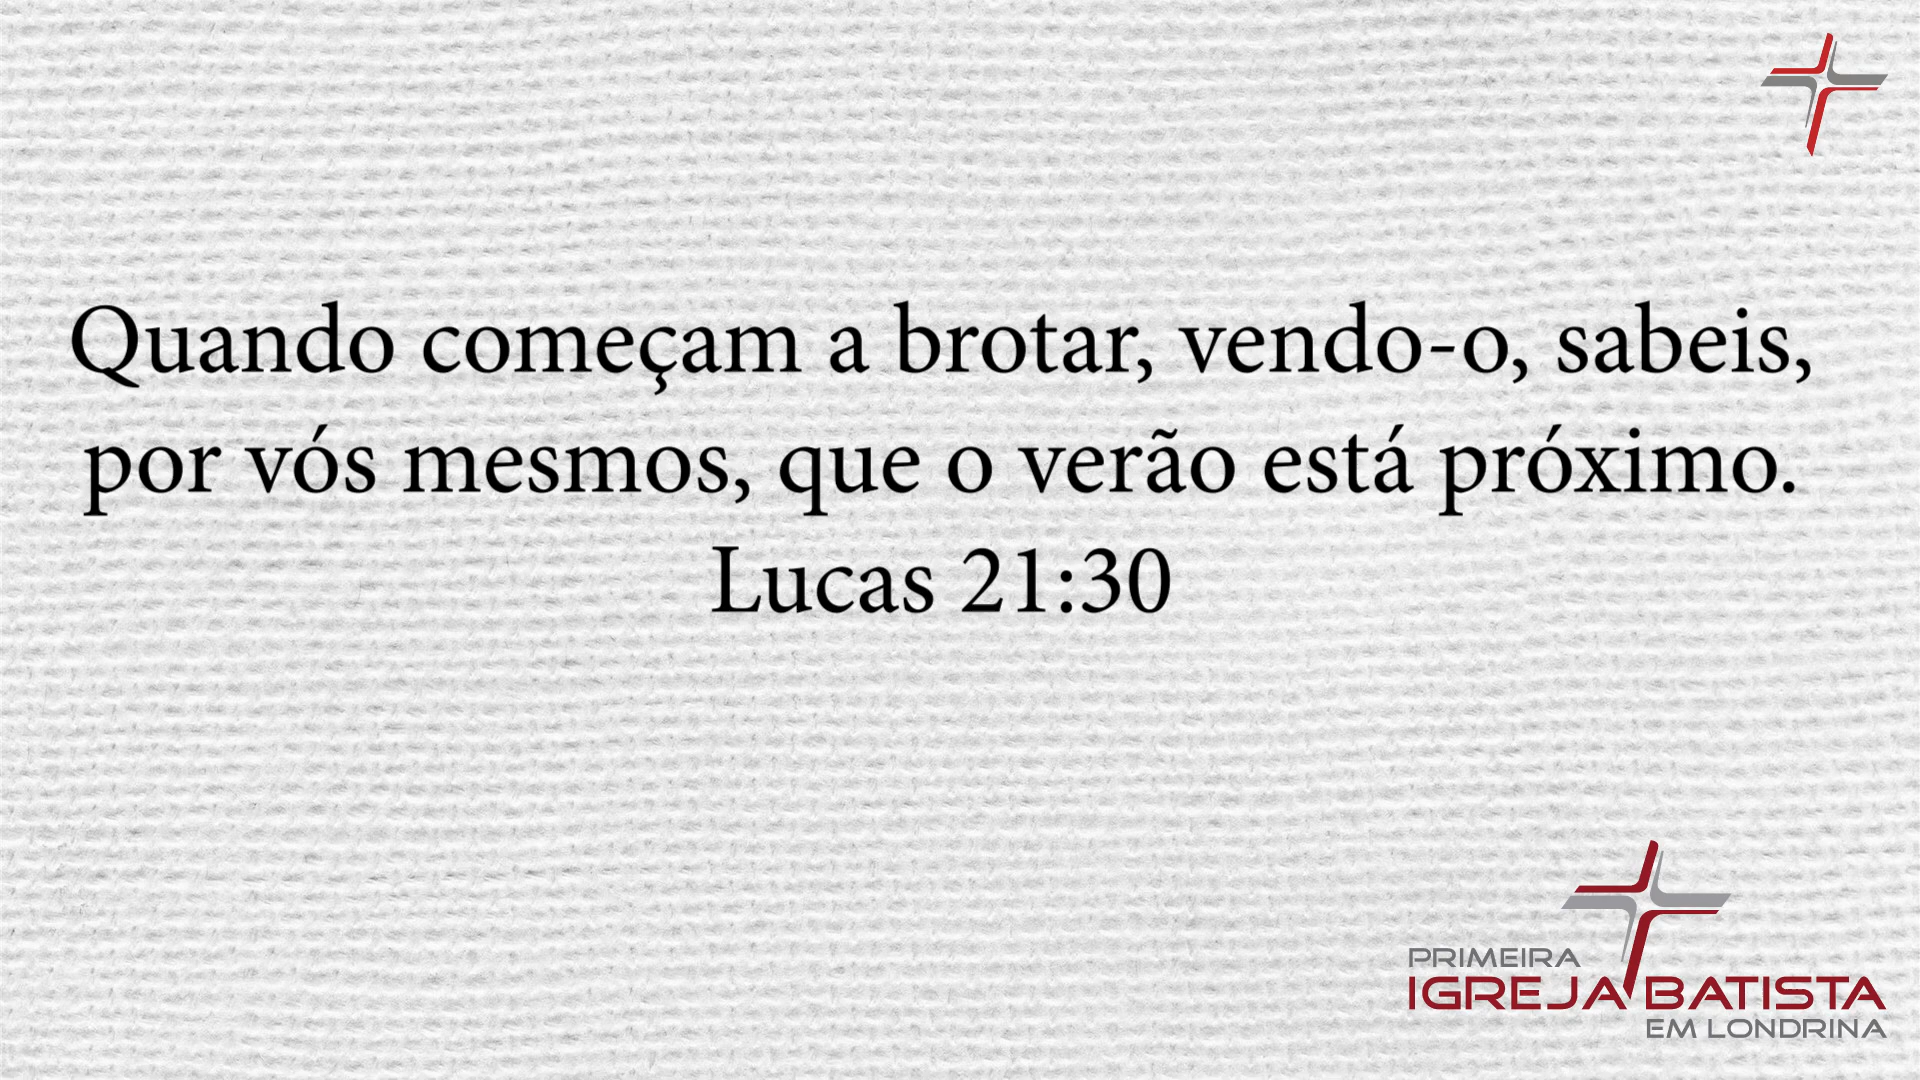 Quando começam a brotar, vendo-o, sabeis,
por vós mesmos, que o verão está próximo.
Lucas 21:30
PRIMEIRA
IGREJA BATISTA
EM LONDRINA